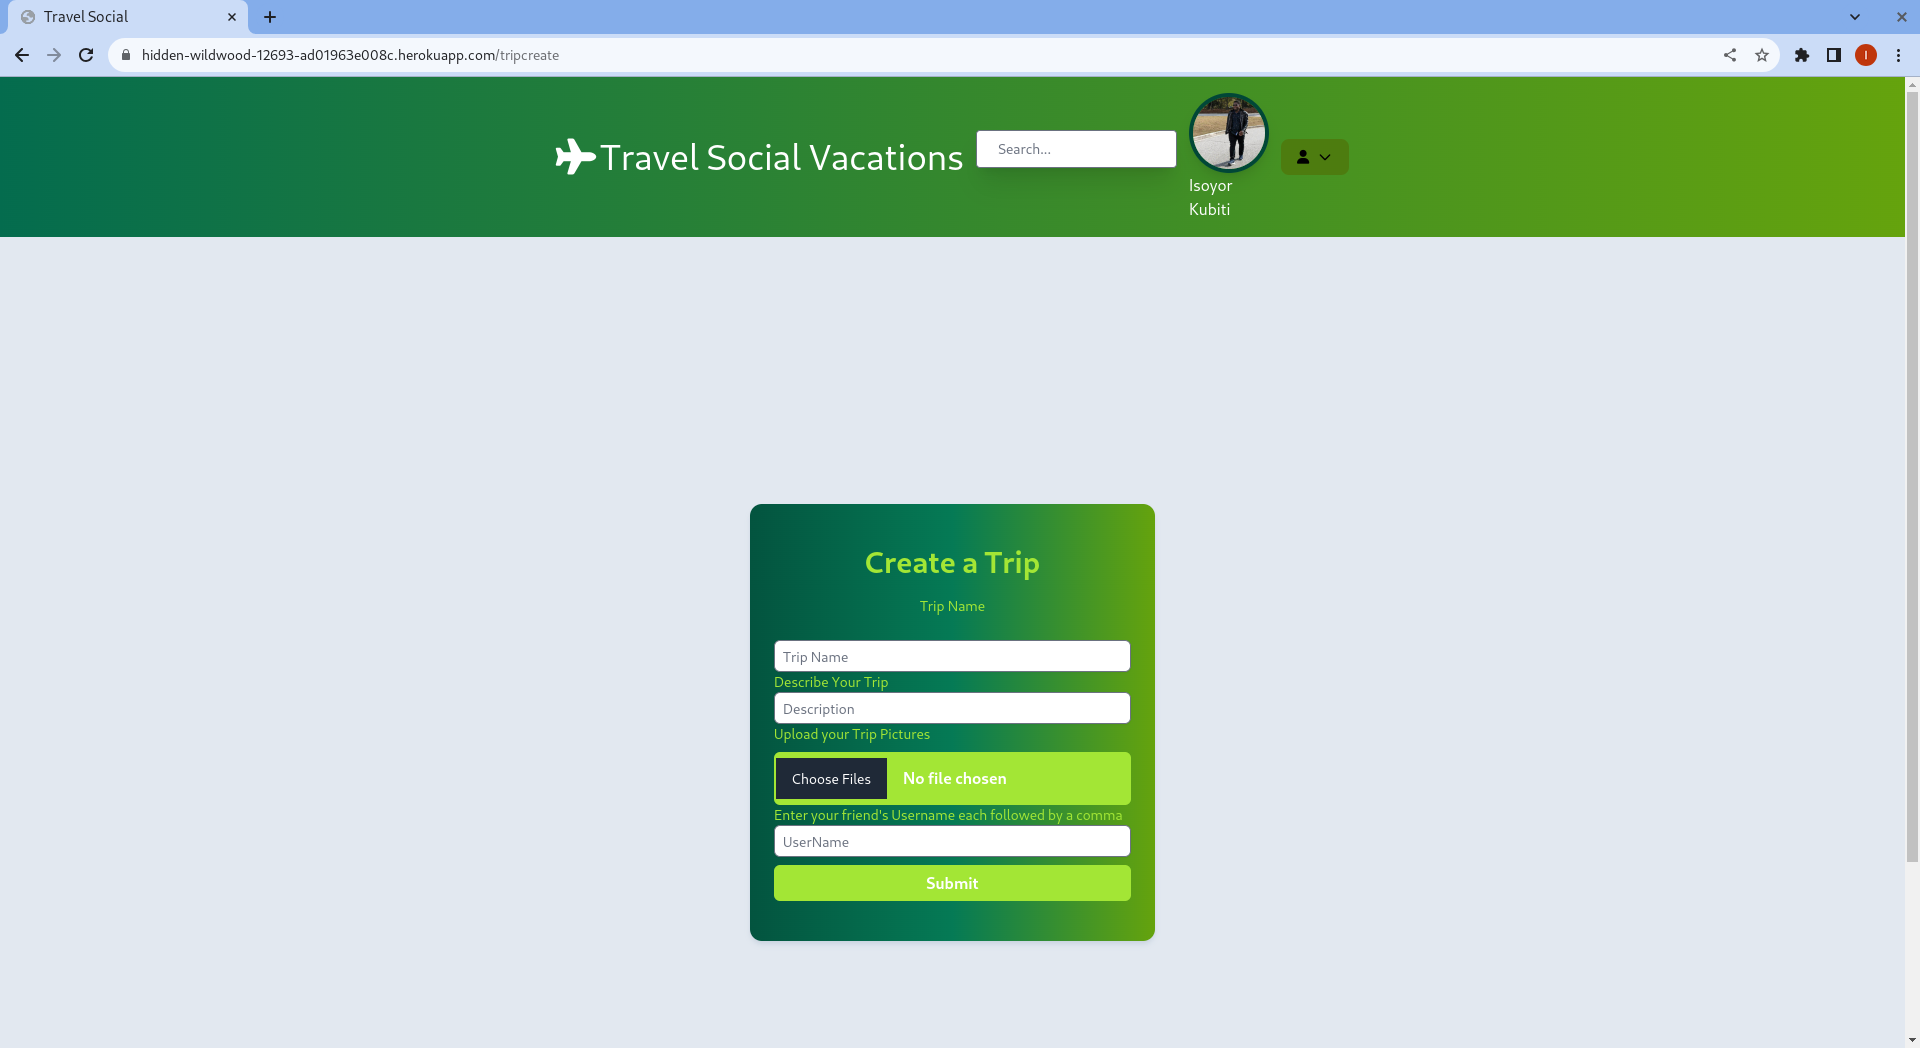 Travel Social
hidden-wildwood-12693-ad01963e008c.herokuapp.com/tripcreate
I
Travel Social Vacations
Search...
Isoyor
Kubiti
Create a Trip
Trip Name
Trip Name
Describe Your Trip
Description
Upload your Trip Pictures
Choose Files No file chosen
Enter your friend's Username each followed by a comma
UserName
Submit